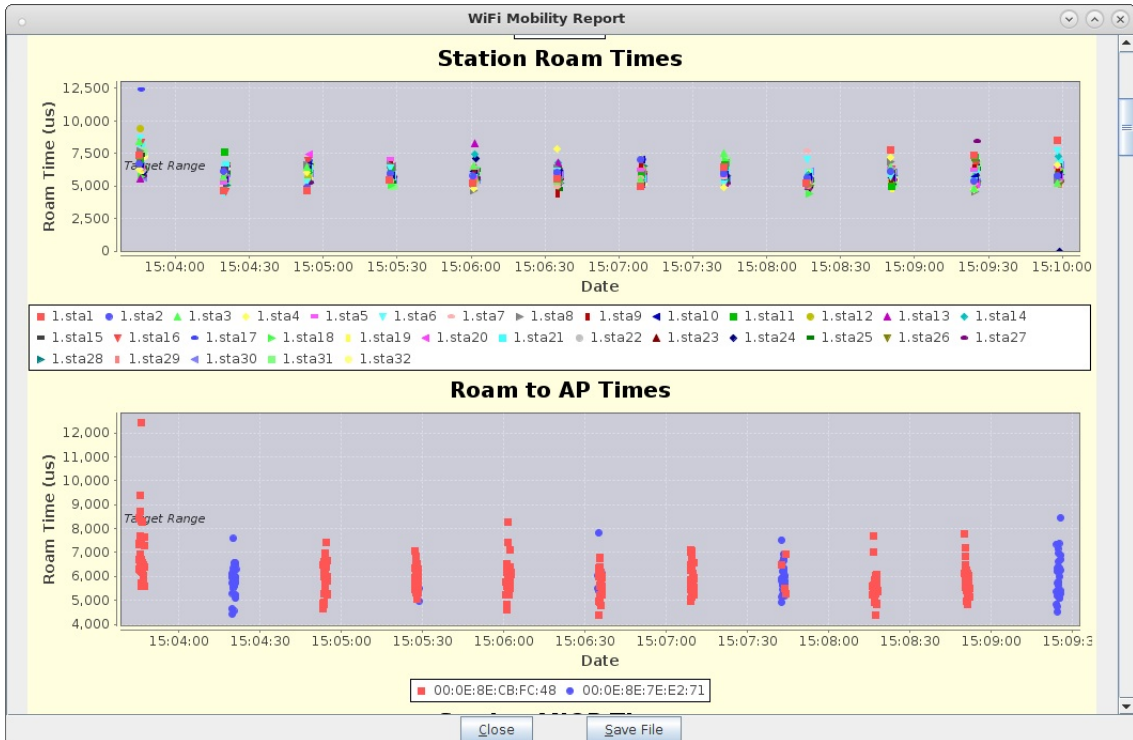 WiFi Mobility Report
Station Roam Times
12,500
10,000
7,500
5,000
2,500
0
Roam Time (us)
Target Range
15:04:00 15:04:30 15:05:00 15:05:30 15:06:00 15:06:30 15:07:00 15:07:30 15:08:00 15:08:30 15:09:00 15:09:30 15:10:00
Date
1.sta1 1.sta2 1.sta3 1.sta4 1.sta5 1.sta6 1.sta7 1.sta8 1.sta9 1.sta10 1.sta11 1.sta12 1.sta13 1.sta14
1.sta15 1.sta16 1.sta17 1.sta18 1.sta19 1.sta20 1.sta21 1.sta22 1.sta23 1.sta24 1.sta25 1.sta26 1.sta27
1.sta28 1.sta29 1.sta30 1.sta31 1.sta32
Roam to AP Times
12,000
11,000
10,000
9,000
8,000
7,000
6,000
5,000
4,000
Roam Time (us)
Target Range
15:04:00 15:04:30 15:05:00 15:05:30 15:06:00 15:06:30 15:07:00 15:07:30 15:08:00 15:08:30 15:09:00 15:09:3
Date
00:0E:8E:CB:FC:48 00:0E:8E:7E:E2:71
Close Save File